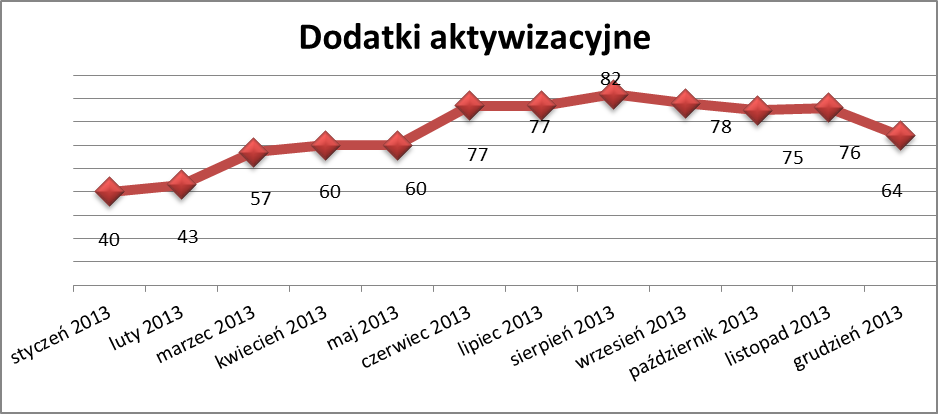 Dodatki aktywizacyjne
40
43
57
60
60
77
77
82
78
75
76
64
styczeń 2013
luty 2013
marzec 2013
kwiecień 2013
maj 2013
czerwiec 2013
lipiec 2013
sierpień 2013
wrzesień 2013
październik 2013
listopad 2013
grudzień 2013